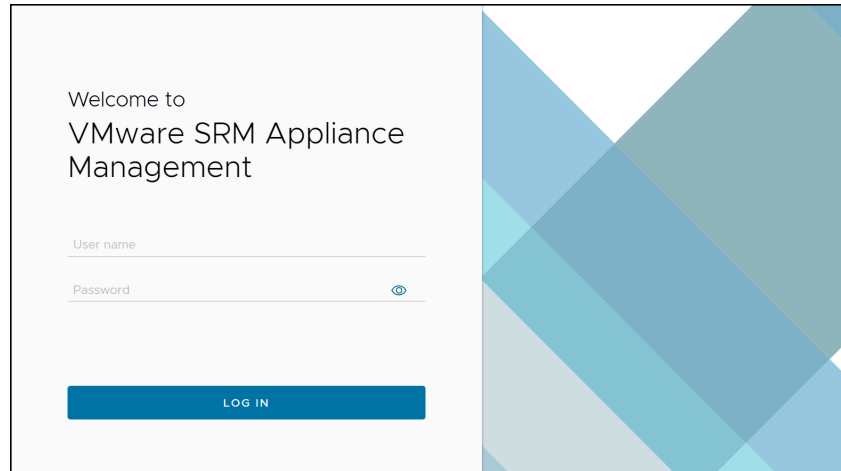 Welcome to
VMware SRM Appliance
Management
User name
Password
LOG IN